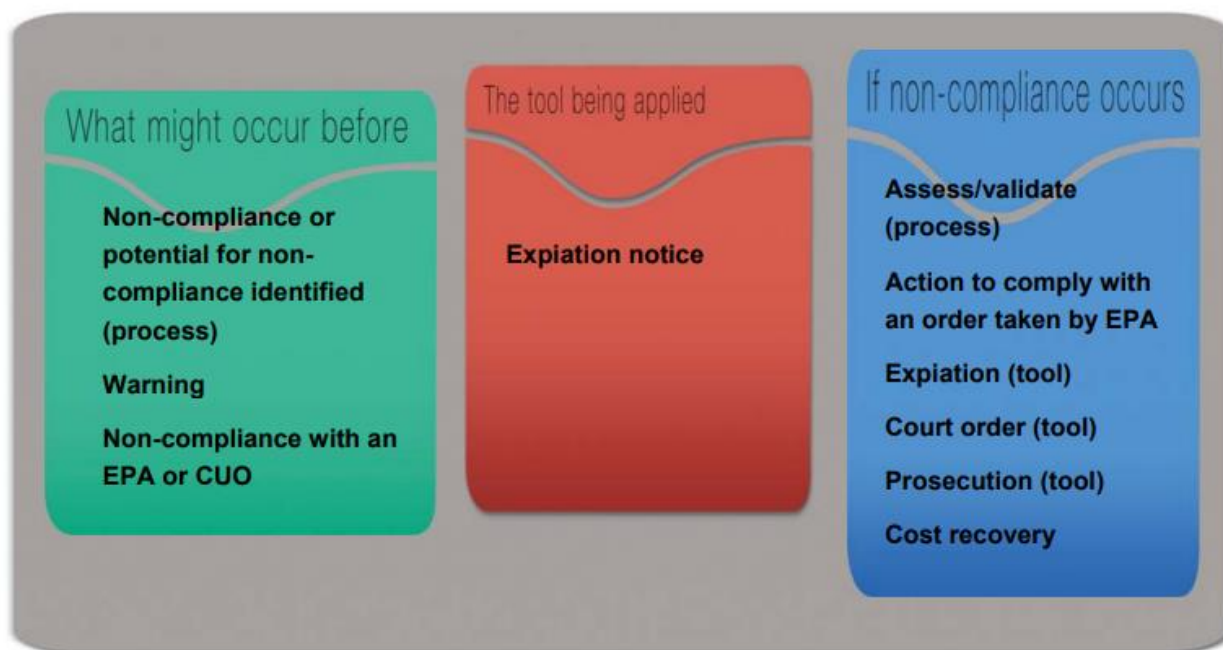 What might occur before
Non-compliance or
potential for non-
compliance identified
(process)
Warning
Non-compliance with an
EPA or CUO
The tool being applied
Expiation notice
If non-compliance occurs
Assess/validate
(process)
Action to comply with
an order taken by EPA
Expiation (tool)
Court order (tool)
Prosecution (tool)
Cost recovery